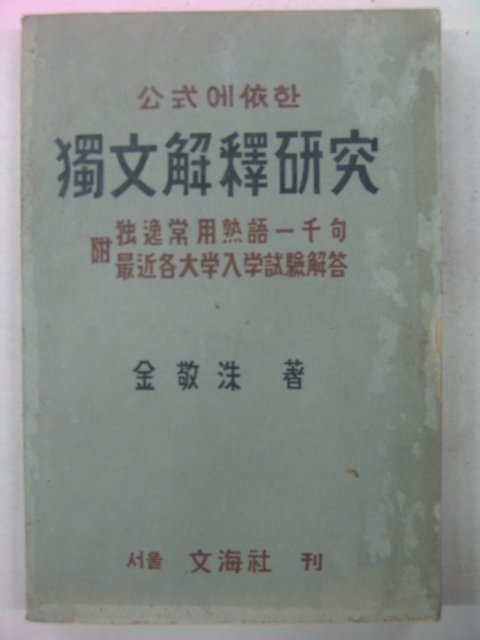 公式에依한
獨文解釋研究
附 独逸常用熟語一千句
最近各大学入学試驗解答
金敬洙 著
서울 文海社 刊